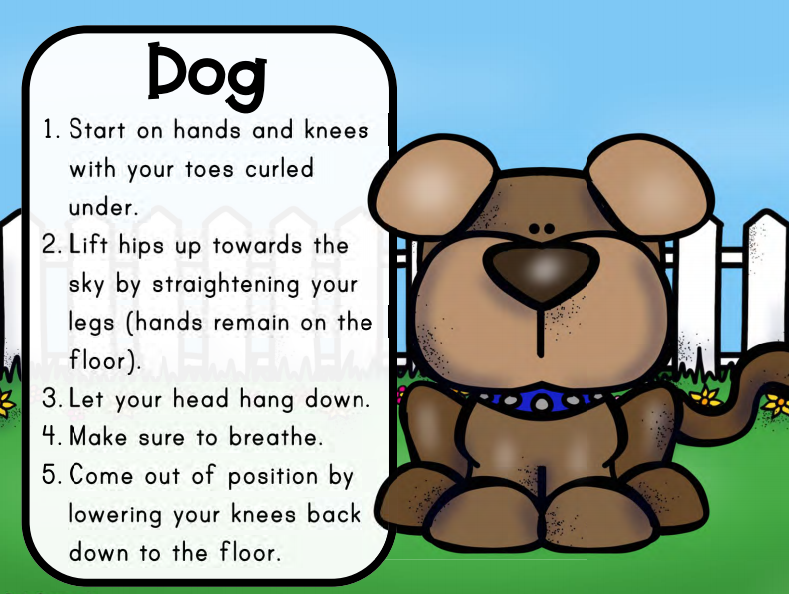 Dog
1. Start on hands and knees
with your toes curled
under.
2. Lift hips up towards the
sky by straightening your
legs (hands remain on the
floor).
3. Let your head hang down.
4. Make sure to breathe.
5. Come out of position by
lowering your knees back
down to the floor.